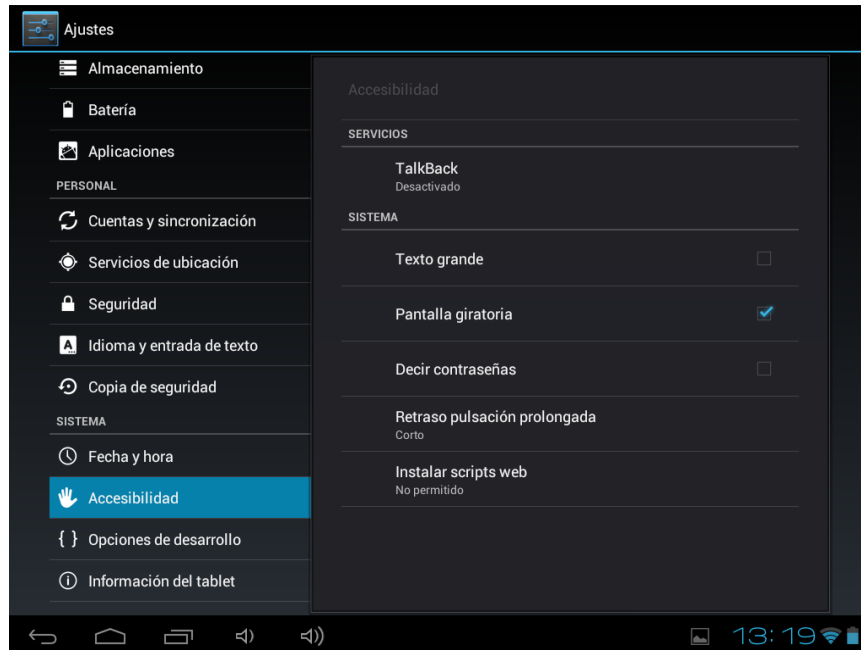 Ajustes
Almacenamiento
Batería
Aplicaciones
PERSONAL
Cuentas y sincronización
Servicios de ubicación
Seguridad
Idioma y entrada de texto
Copia de seguridad
SISTEMA
Fecha y hora
Accesibilidad
Opciones de desarrollo
Información del tablet
Accesibilidad
SERVICIOS
TalkBack
Desactivado
SISTEMA
Texto grande
Pantalla giratoria
Decir contraseñas
Retraso pulsación prolongada
Corto
Instalar scripts web
No permitido
13:19